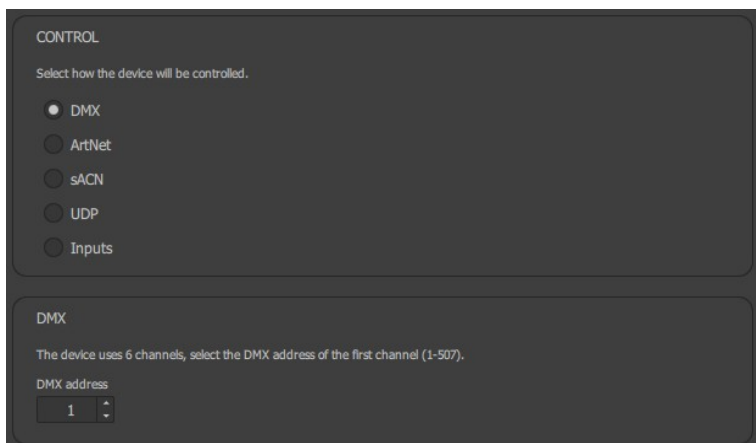 CONTROL
Select how the device will be controlled.
DMX
ArtNet
sACN
UDP
Inputs
DMX
The device uses 6 channels, select the DMX address of the first channel (1-507).
DMX address
1